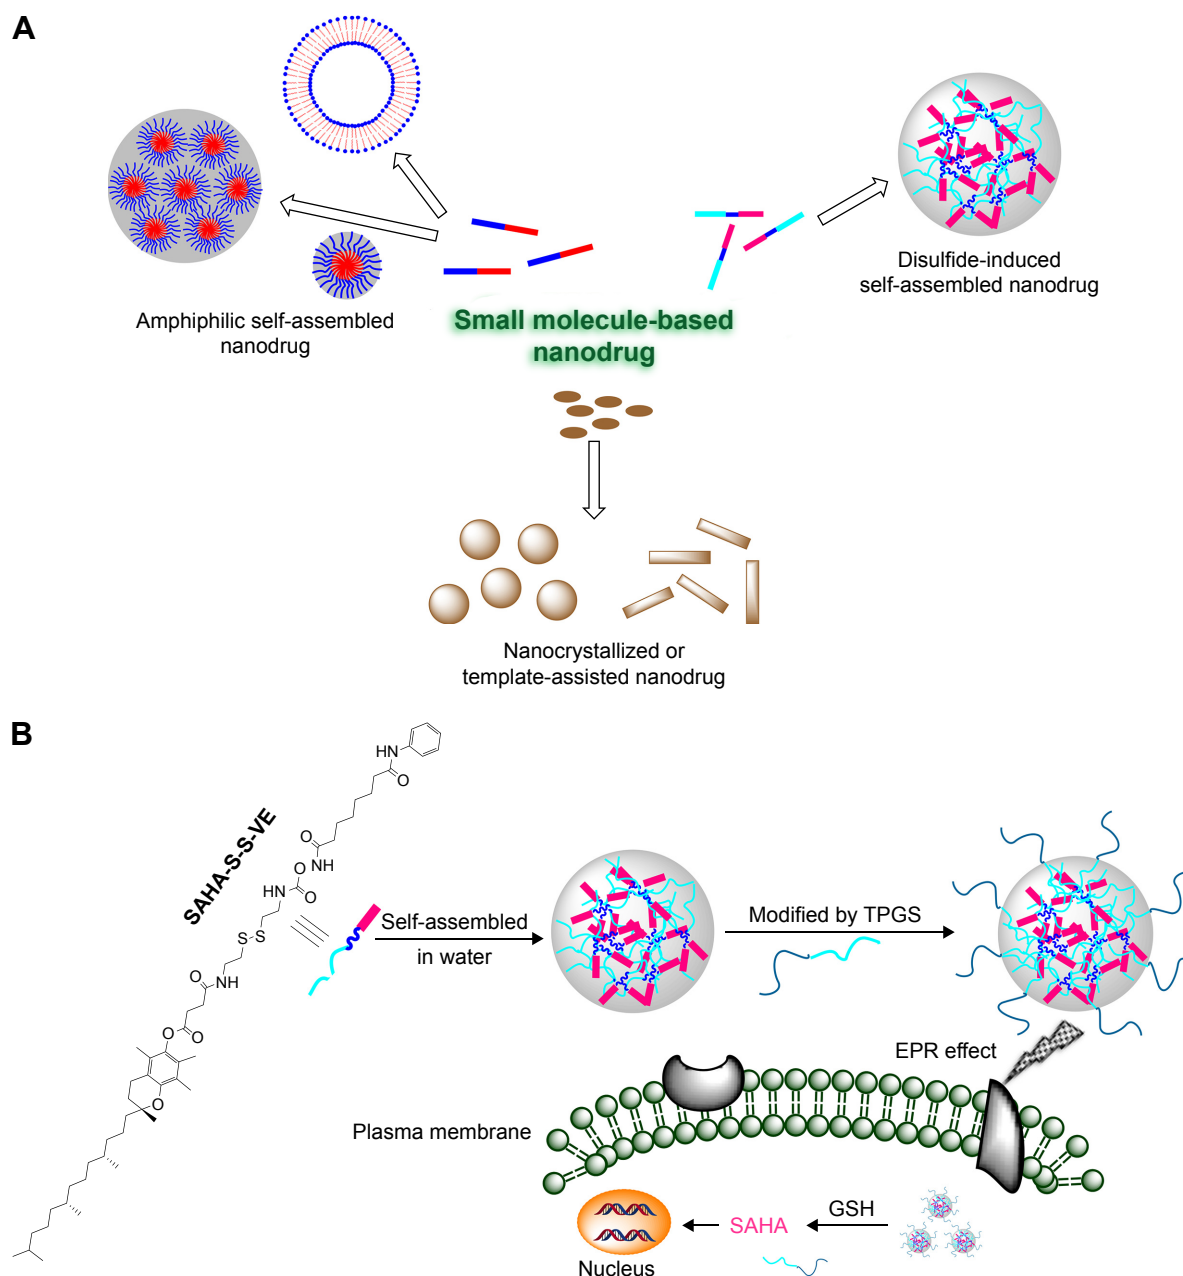 A
Amphiphilic self-assembled
nanodrug
Small molecule-based
nanodrug
Disulfide-induced
self-assembled nanodrug
Nanocrystallized or
template-assisted nanodrug
B
SAHA-S-S-VE
HN
O
O
O
NH
HN
O
S
S
O
NH
O
O
O
Self-assembled
in water
Modified by TPGS
EPR effect
Plasma membrane
GSH
SAHA
Nucleus